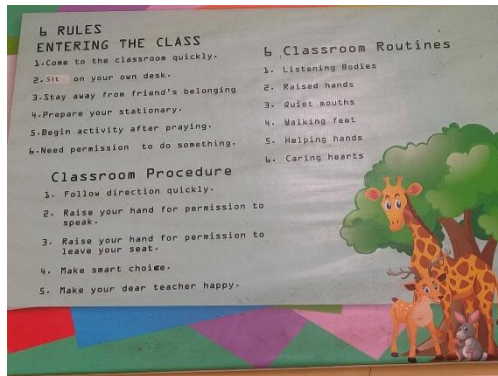 6 RULES
ENTERING THE CLASS
1.Come to the classroom quickly.
2.Sit on your own desk.
3.Stay away from friend's belonging
4.Prepare your stationary.
5.Begin activity after praying.
6.Need permission to do something.
Classroom Procedure
1. Follow direction quickly.
2. Raise your hand for permission to
speak.
3. Raise your hand for permission to
leave your seat.
4. Make smart choice.
5. Make your dear teacher happy.
6 Classroom Routines
1. Listening Bodies
2. Raised hands
3. Quiet mouths
4. Walking feet
5. Helping hands
6. Caring hearts